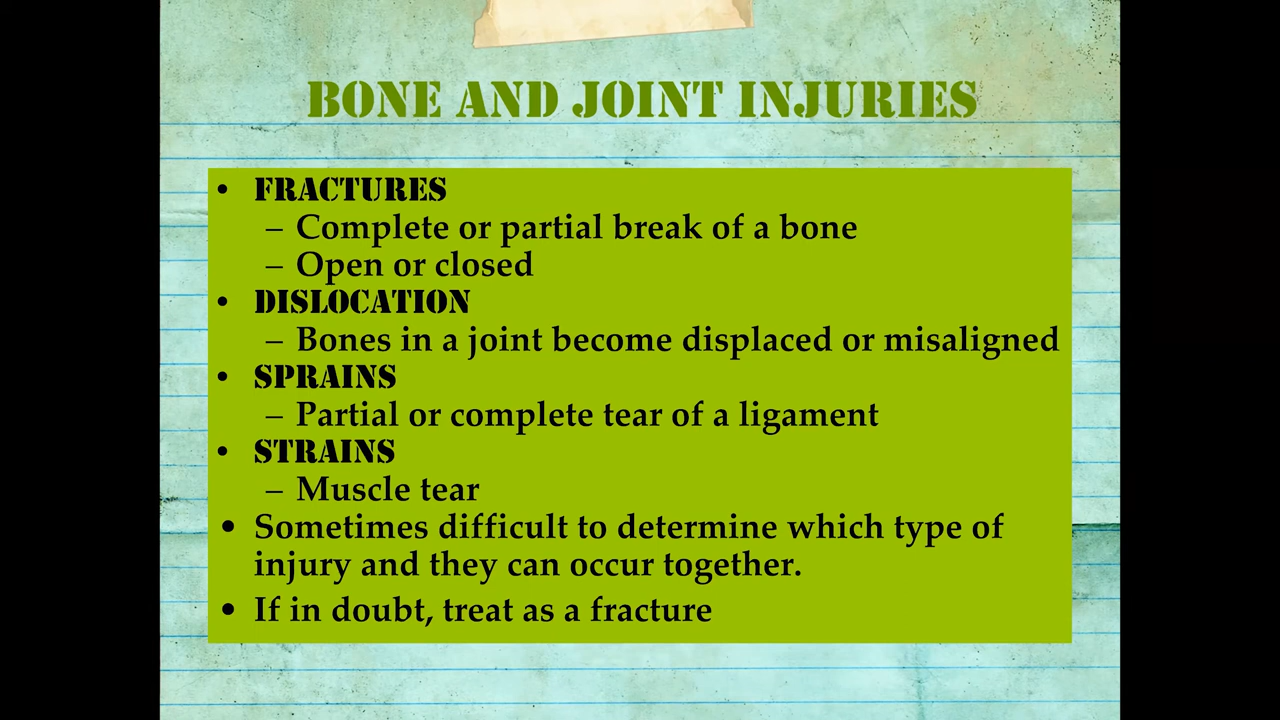 BONE AND JOINT INJURIES
• FRACTURES
– Complete or partial break of a bone
– Open or closed
• DISLOCATION
– Bones in a joint become displaced or misaligned
• SPRAINS
– Partial or complete tear of a ligament
• STRAINS
– Muscle tear
• Sometimes difficult to determine which type of
injury and they can occur together.
• If in doubt, treat as a fracture